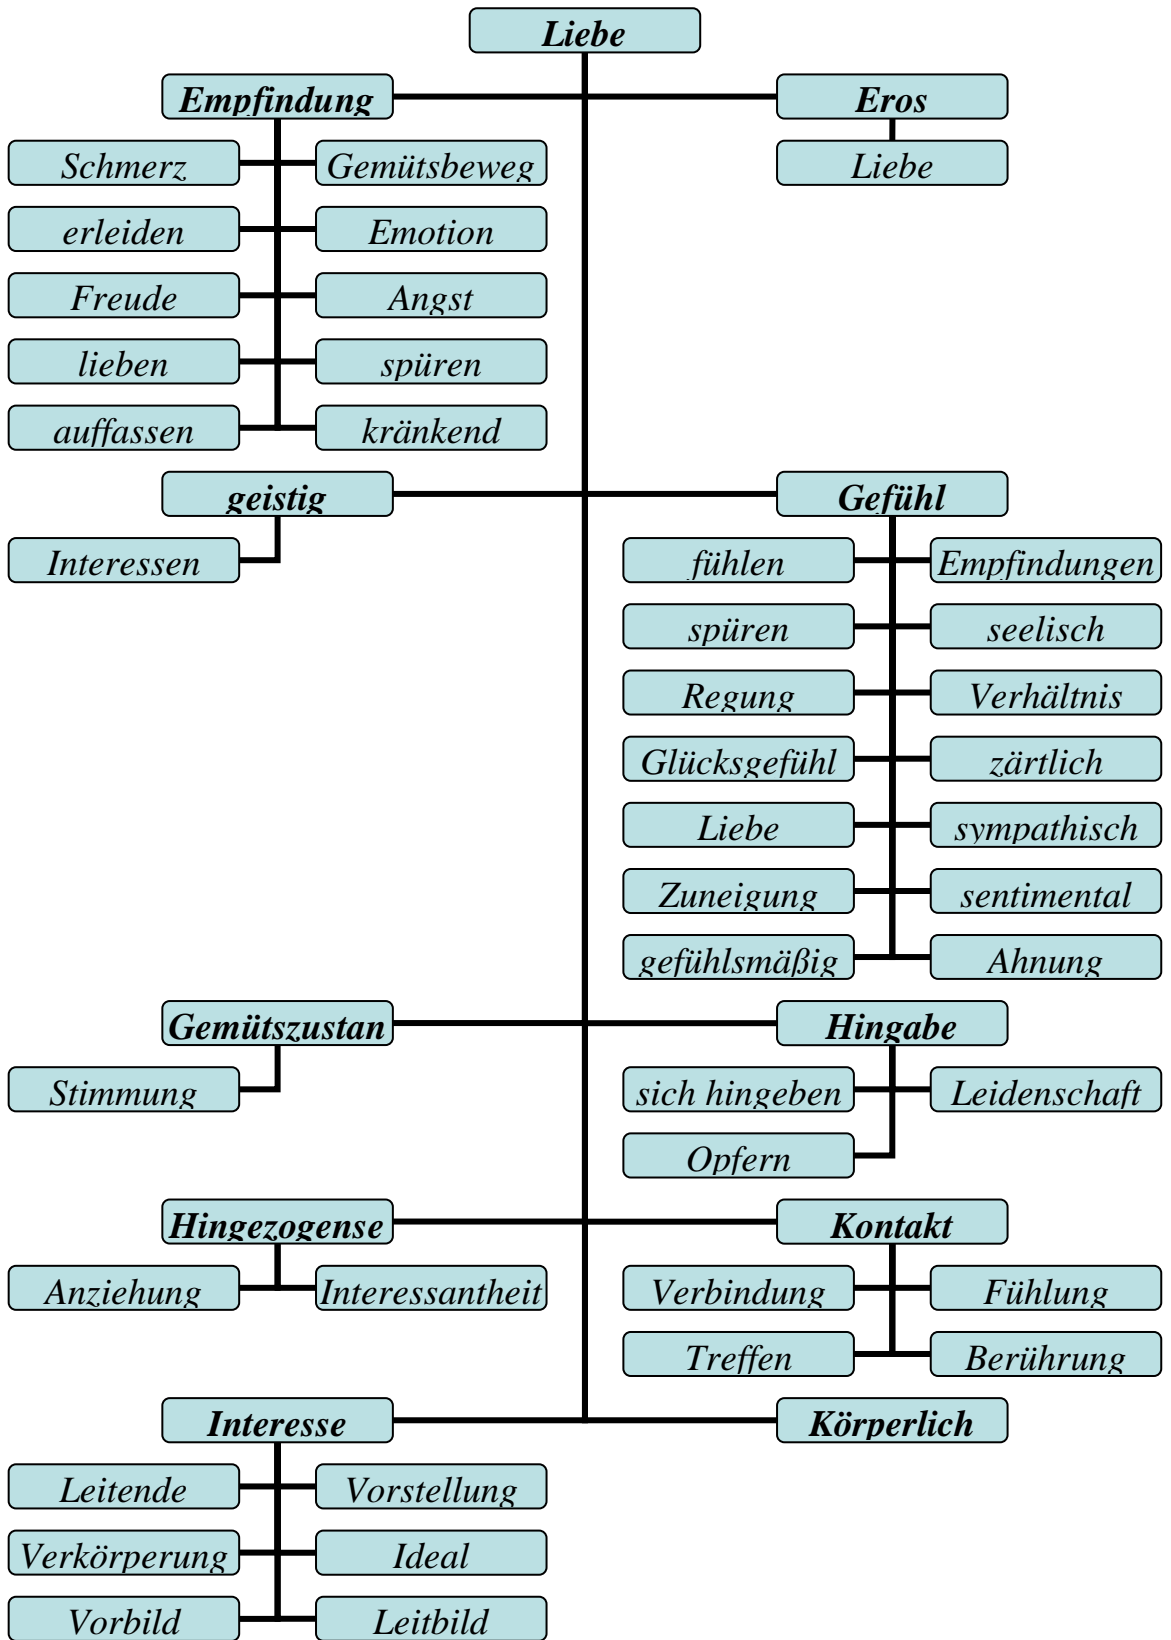 Liebe
Empfindung
Eros
Schmerz
Gemütsbeweg
Liebe
erleiden
Emotion
Freude
Angst
lieben
spüren
auffassen
kränkend
geistig
Gefühl
Interessen
fühlen
Empfindungen
spüren
seelisch
Regung
Verhältnis
Glücksgefühl
zärtlich
Liebe
sympathisch
Zuneigung
sentimental
gefühlsmäßig
Ahnung
Gemütszustan
Hingabe
Stimmung
sich hingeben
Leidenschaft
Opfern
Hingezogense
Kontakt
Anziehung
Interessantheit
Verbindung
Fühlung
Treffen
Berührung
Interesse
Körperlich
Leitende
Vorstellung
Verkörperung
Ideal
Vorbild
Leitbild